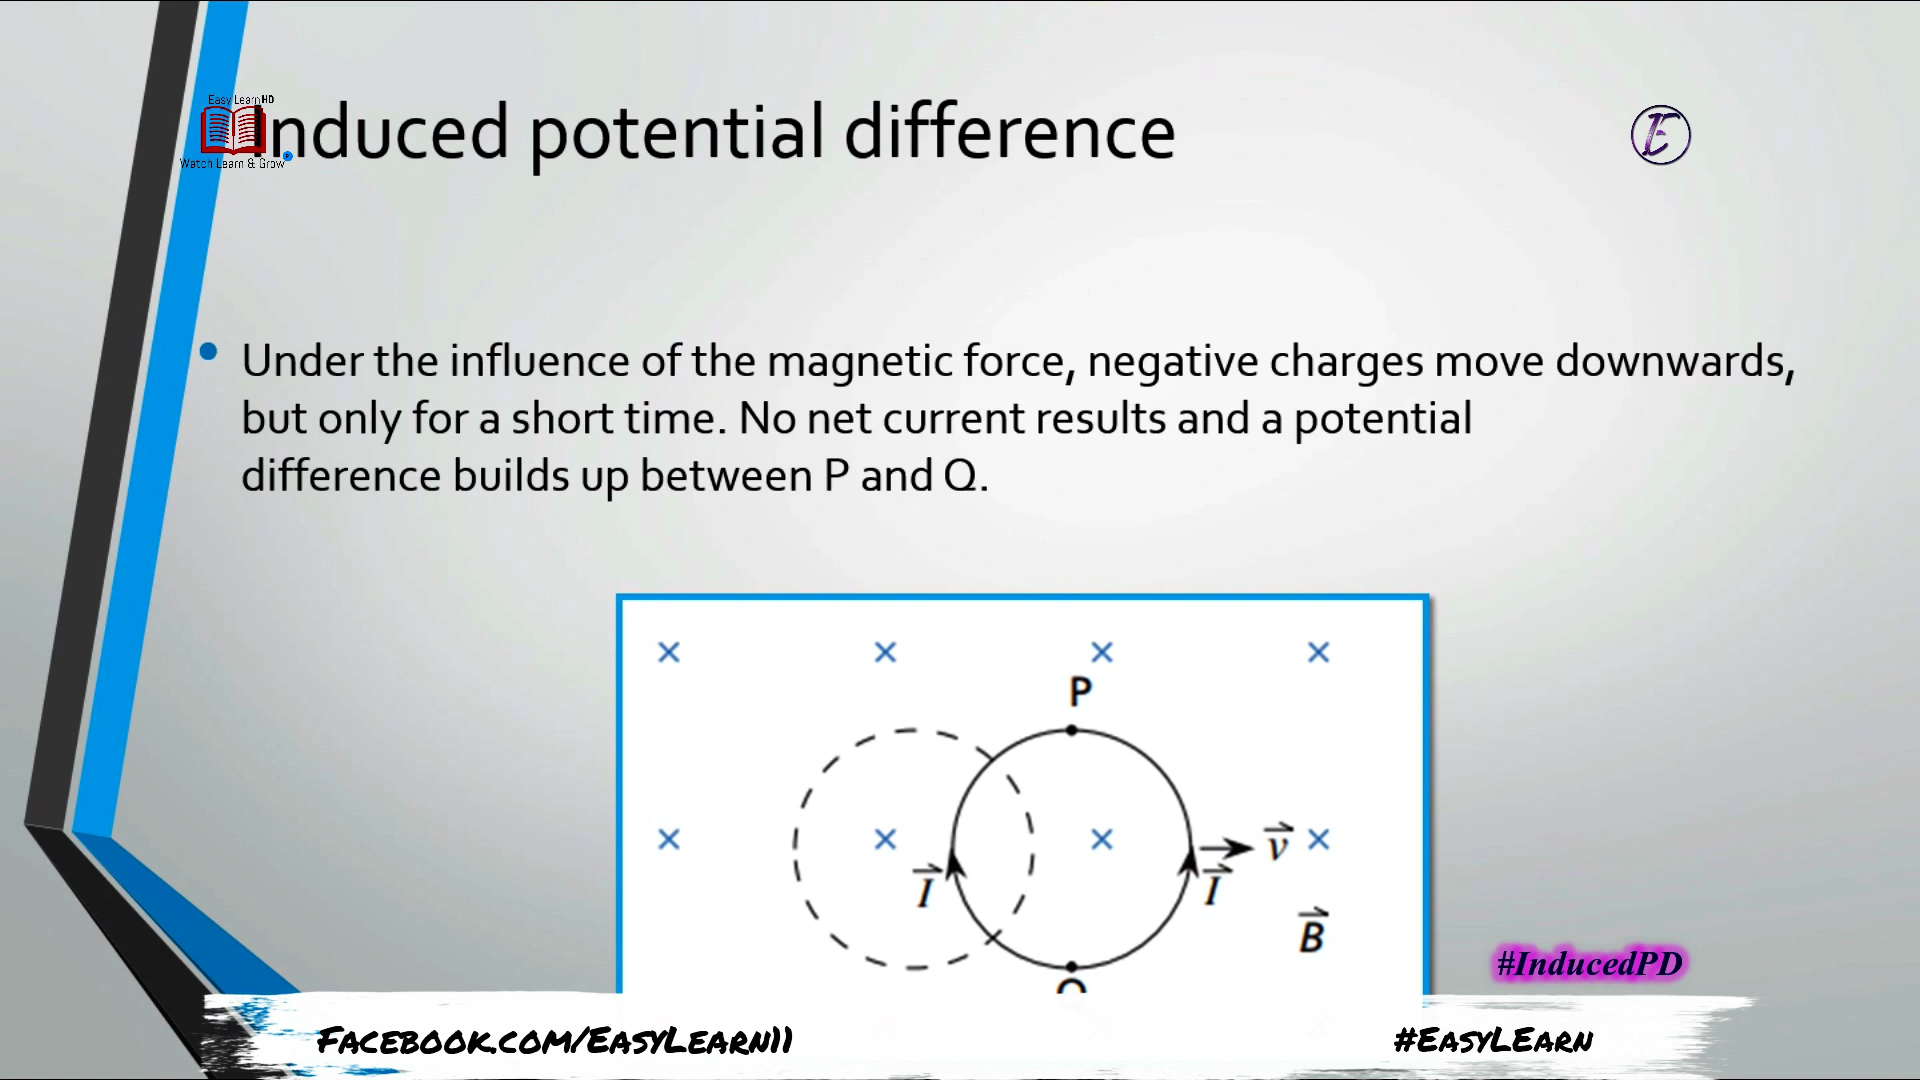 Easy Learn HD
Watch Learn & Grow
Induced potential difference
E
• Under the influence of the magnetic force, negative charges move downwards,
but only for a short time. No net current results and a potential
difference builds up between P and Q.
× × × ×
P
× × × v ×
I I
B
Q
#InducedPD
Facebook.com/EasyLearn11
#EasyLEarn